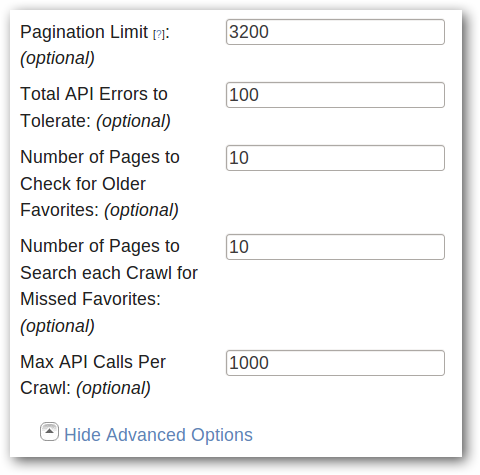 Pagination Limit [?]: 3200
(optional)
Total API Errors to 100
Tolerate: (optional)
Number of Pages to 10
Check for Older
Favorites: (optional)
Number of Pages to 10
Search each Crawl for
Missed Favorites:
(optional)
Max API Calls Per 1000
Crawl: (optional)
Hide Advanced Options